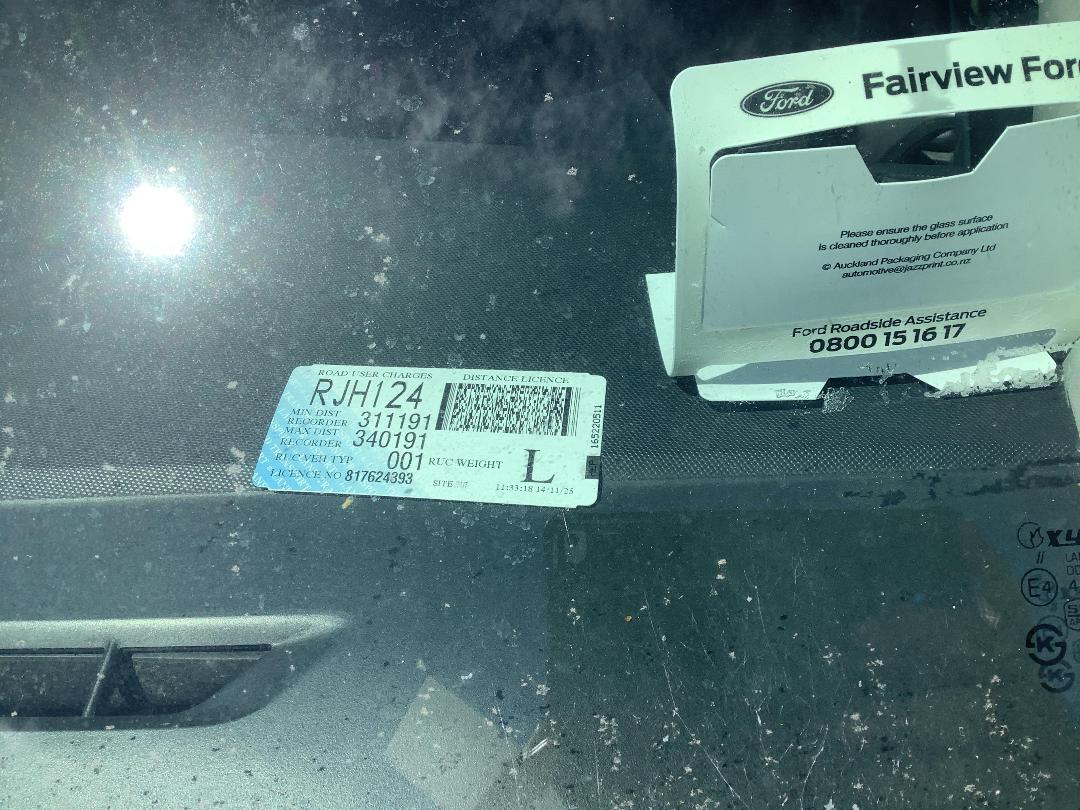 Ford
Fairview For
Please ensure the glass surface
is cleaned thoroughly before application
© Auckland Packaging Company Ltd
automotive@jazzprint.co.nz
Ford Roadside Assistance
0800 15 16 17
ROAD USER CHARGES DISTANCE LICENCE
RJH124
MIN DIST
RECORDER 311191
MAX DIST
RECORDER 340191
RUC VEH TYP 001 RUC WEIGHT L
LICENCE NO 817624393 SITE 11:33:18 14/11/25
165220511
E4